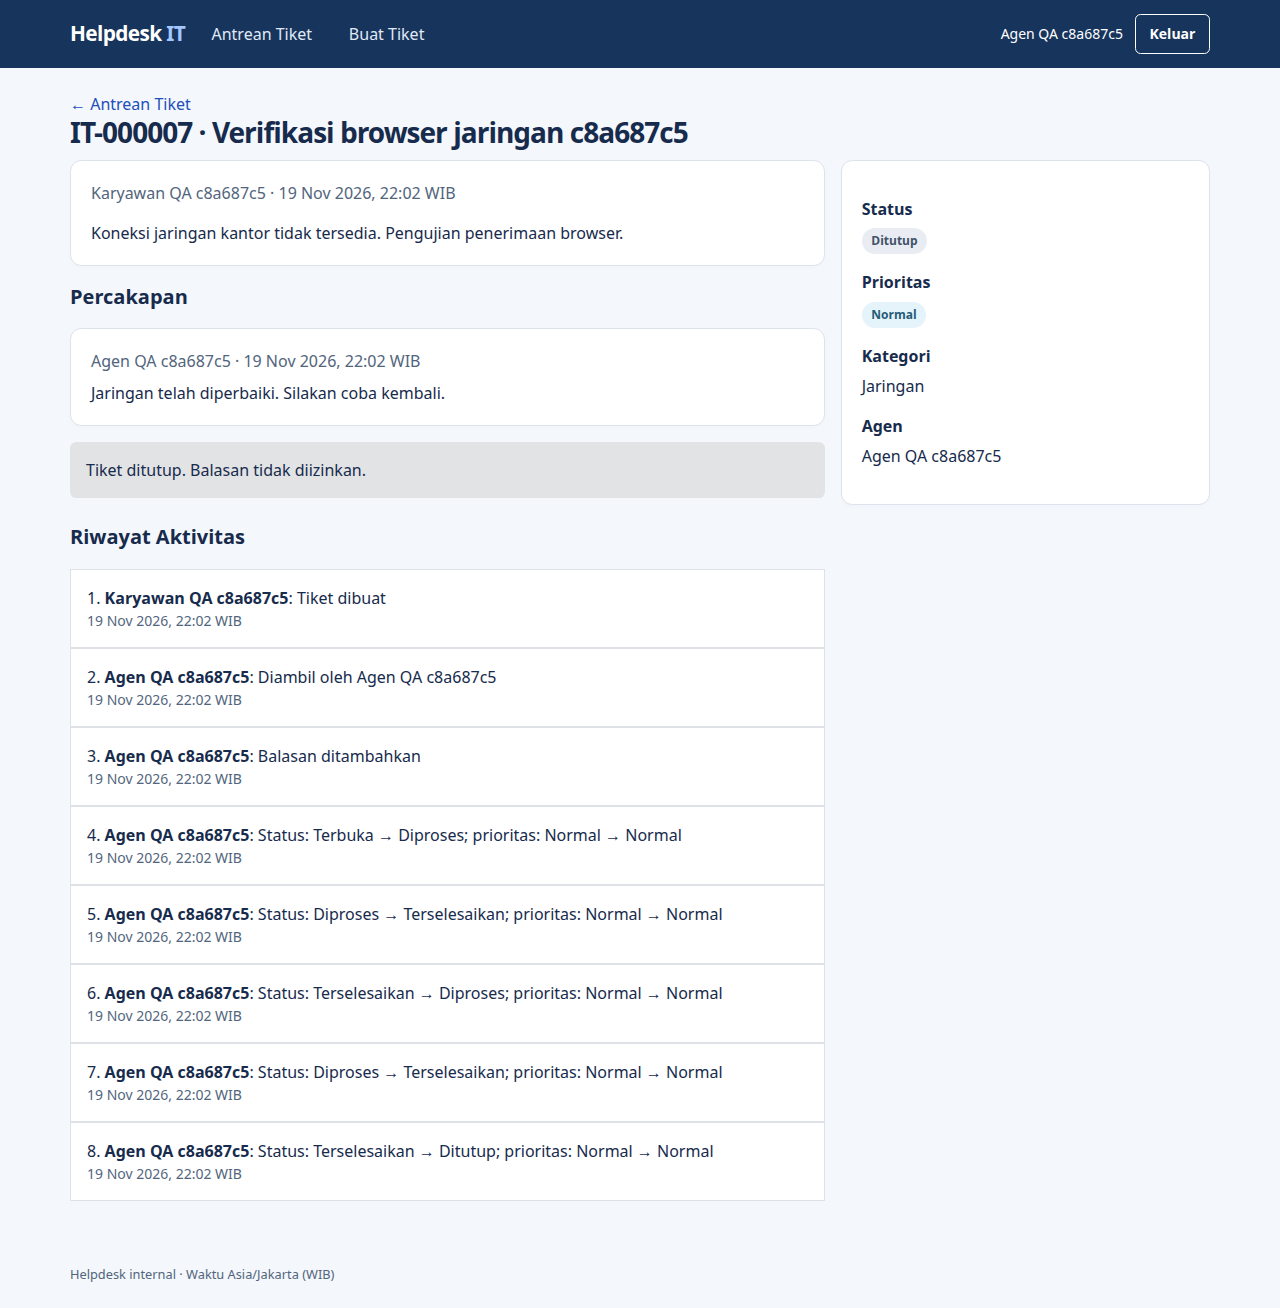 Helpdesk IT
Antrean Tiket
Buat Tiket
Agen QA c8a687c5
Keluar
← Antrean Tiket
IT-000007 · Verifikasi browser jaringan c8a687c5
Karyawan QA c8a687c5 · 19 Nov 2026, 22:02 WIB
Koneksi jaringan kantor tidak tersedia. Pengujian penerimaan browser.
Percakapan
Agen QA c8a687c5 · 19 Nov 2026, 22:02 WIB
Jaringan telah diperbaiki. Silakan coba kembali.
Tiket ditutup. Balasan tidak diizinkan.
Status
Ditutup
Prioritas
Normal
Kategori
Jaringan
Agen
Agen QA c8a687c5
Riwayat Aktivitas
1. Karyawan QA c8a687c5: Tiket dibuat
19 Nov 2026, 22:02 WIB
2. Agen QA c8a687c5: Diambil oleh Agen QA c8a687c5
19 Nov 2026, 22:02 WIB
3. Agen QA c8a687c5: Balasan ditambahkan
19 Nov 2026, 22:02 WIB
4. Agen QA c8a687c5: Status: Terbuka → Diproses; prioritas: Normal → Normal
19 Nov 2026, 22:02 WIB
5. Agen QA c8a687c5: Status: Diproses → Terselesaikan; prioritas: Normal → Normal
19 Nov 2026, 22:02 WIB
6. Agen QA c8a687c5: Status: Terselesaikan → Diproses; prioritas: Normal → Normal
19 Nov 2026, 22:02 WIB
7. Agen QA c8a687c5: Status: Diproses → Terselesaikan; prioritas: Normal → Normal
19 Nov 2026, 22:02 WIB
8. Agen QA c8a687c5: Status: Terselesaikan → Ditutup; prioritas: Normal → Normal
19 Nov 2026, 22:02 WIB
Helpdesk internal · Waktu Asia/Jakarta (WIB)